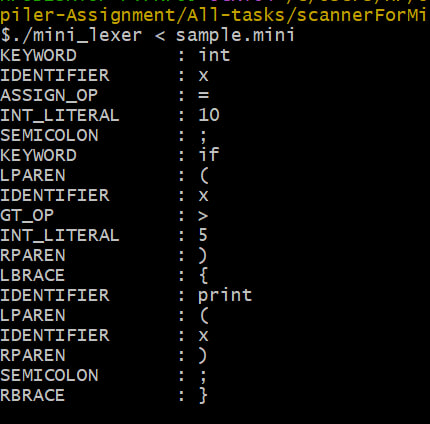 piler-Assignment/All-tasks/scannerForMi
$./mini_lexer < sample.mini
KEYWORD : int
IDENTIFIER : x
ASSIGN_OP : =
INT_LITERAL : 10
SEMICOLON : ;
KEYWORD : if
LPAREN : (
IDENTIFIER : x
GT_OP : >
INT_LITERAL : 5
RPAREN : )
LBRACE : {
IDENTIFIER : print
LPAREN : (
IDENTIFIER : x
RPAREN : )
SEMICOLON : ;
RBRACE : }